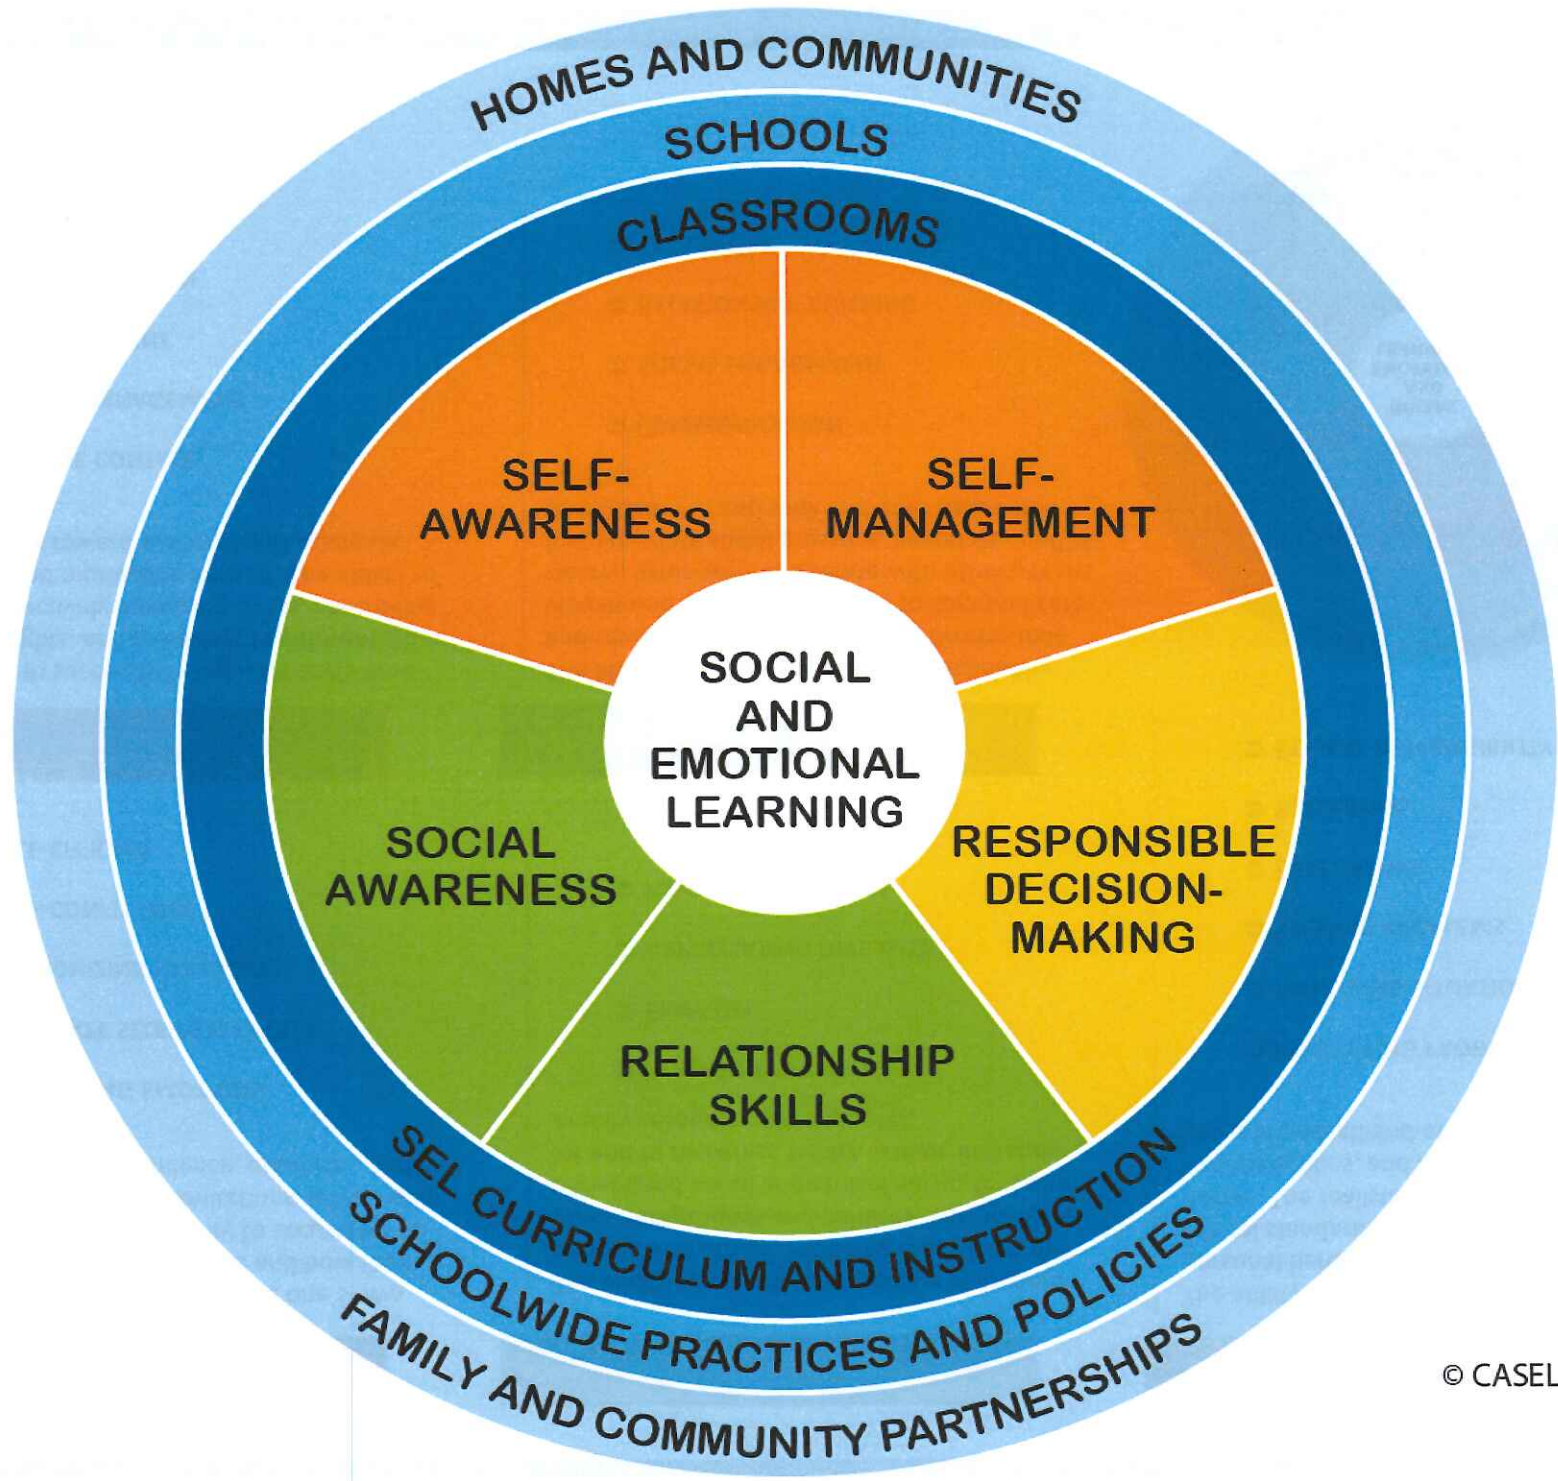 HOMES AND COMMUNITIES
SCHOOLS
CLASSROOMS
SELF-
AWARENESS
SELF-
MANAGEMENT
SOCIAL
AND
EMOTIONAL
LEARNING
SOCIAL
AWARENESS
RESPONSIBLE
DECISION-
MAKING
RELATIONSHIP
SKILLS
SEL CURRICULUM AND INSTRUCTION
SCHOOLWIDE PRACTICES AND POLICIES
FAMILY AND COMMUNITY PARTNERSHIPS
© CASEL